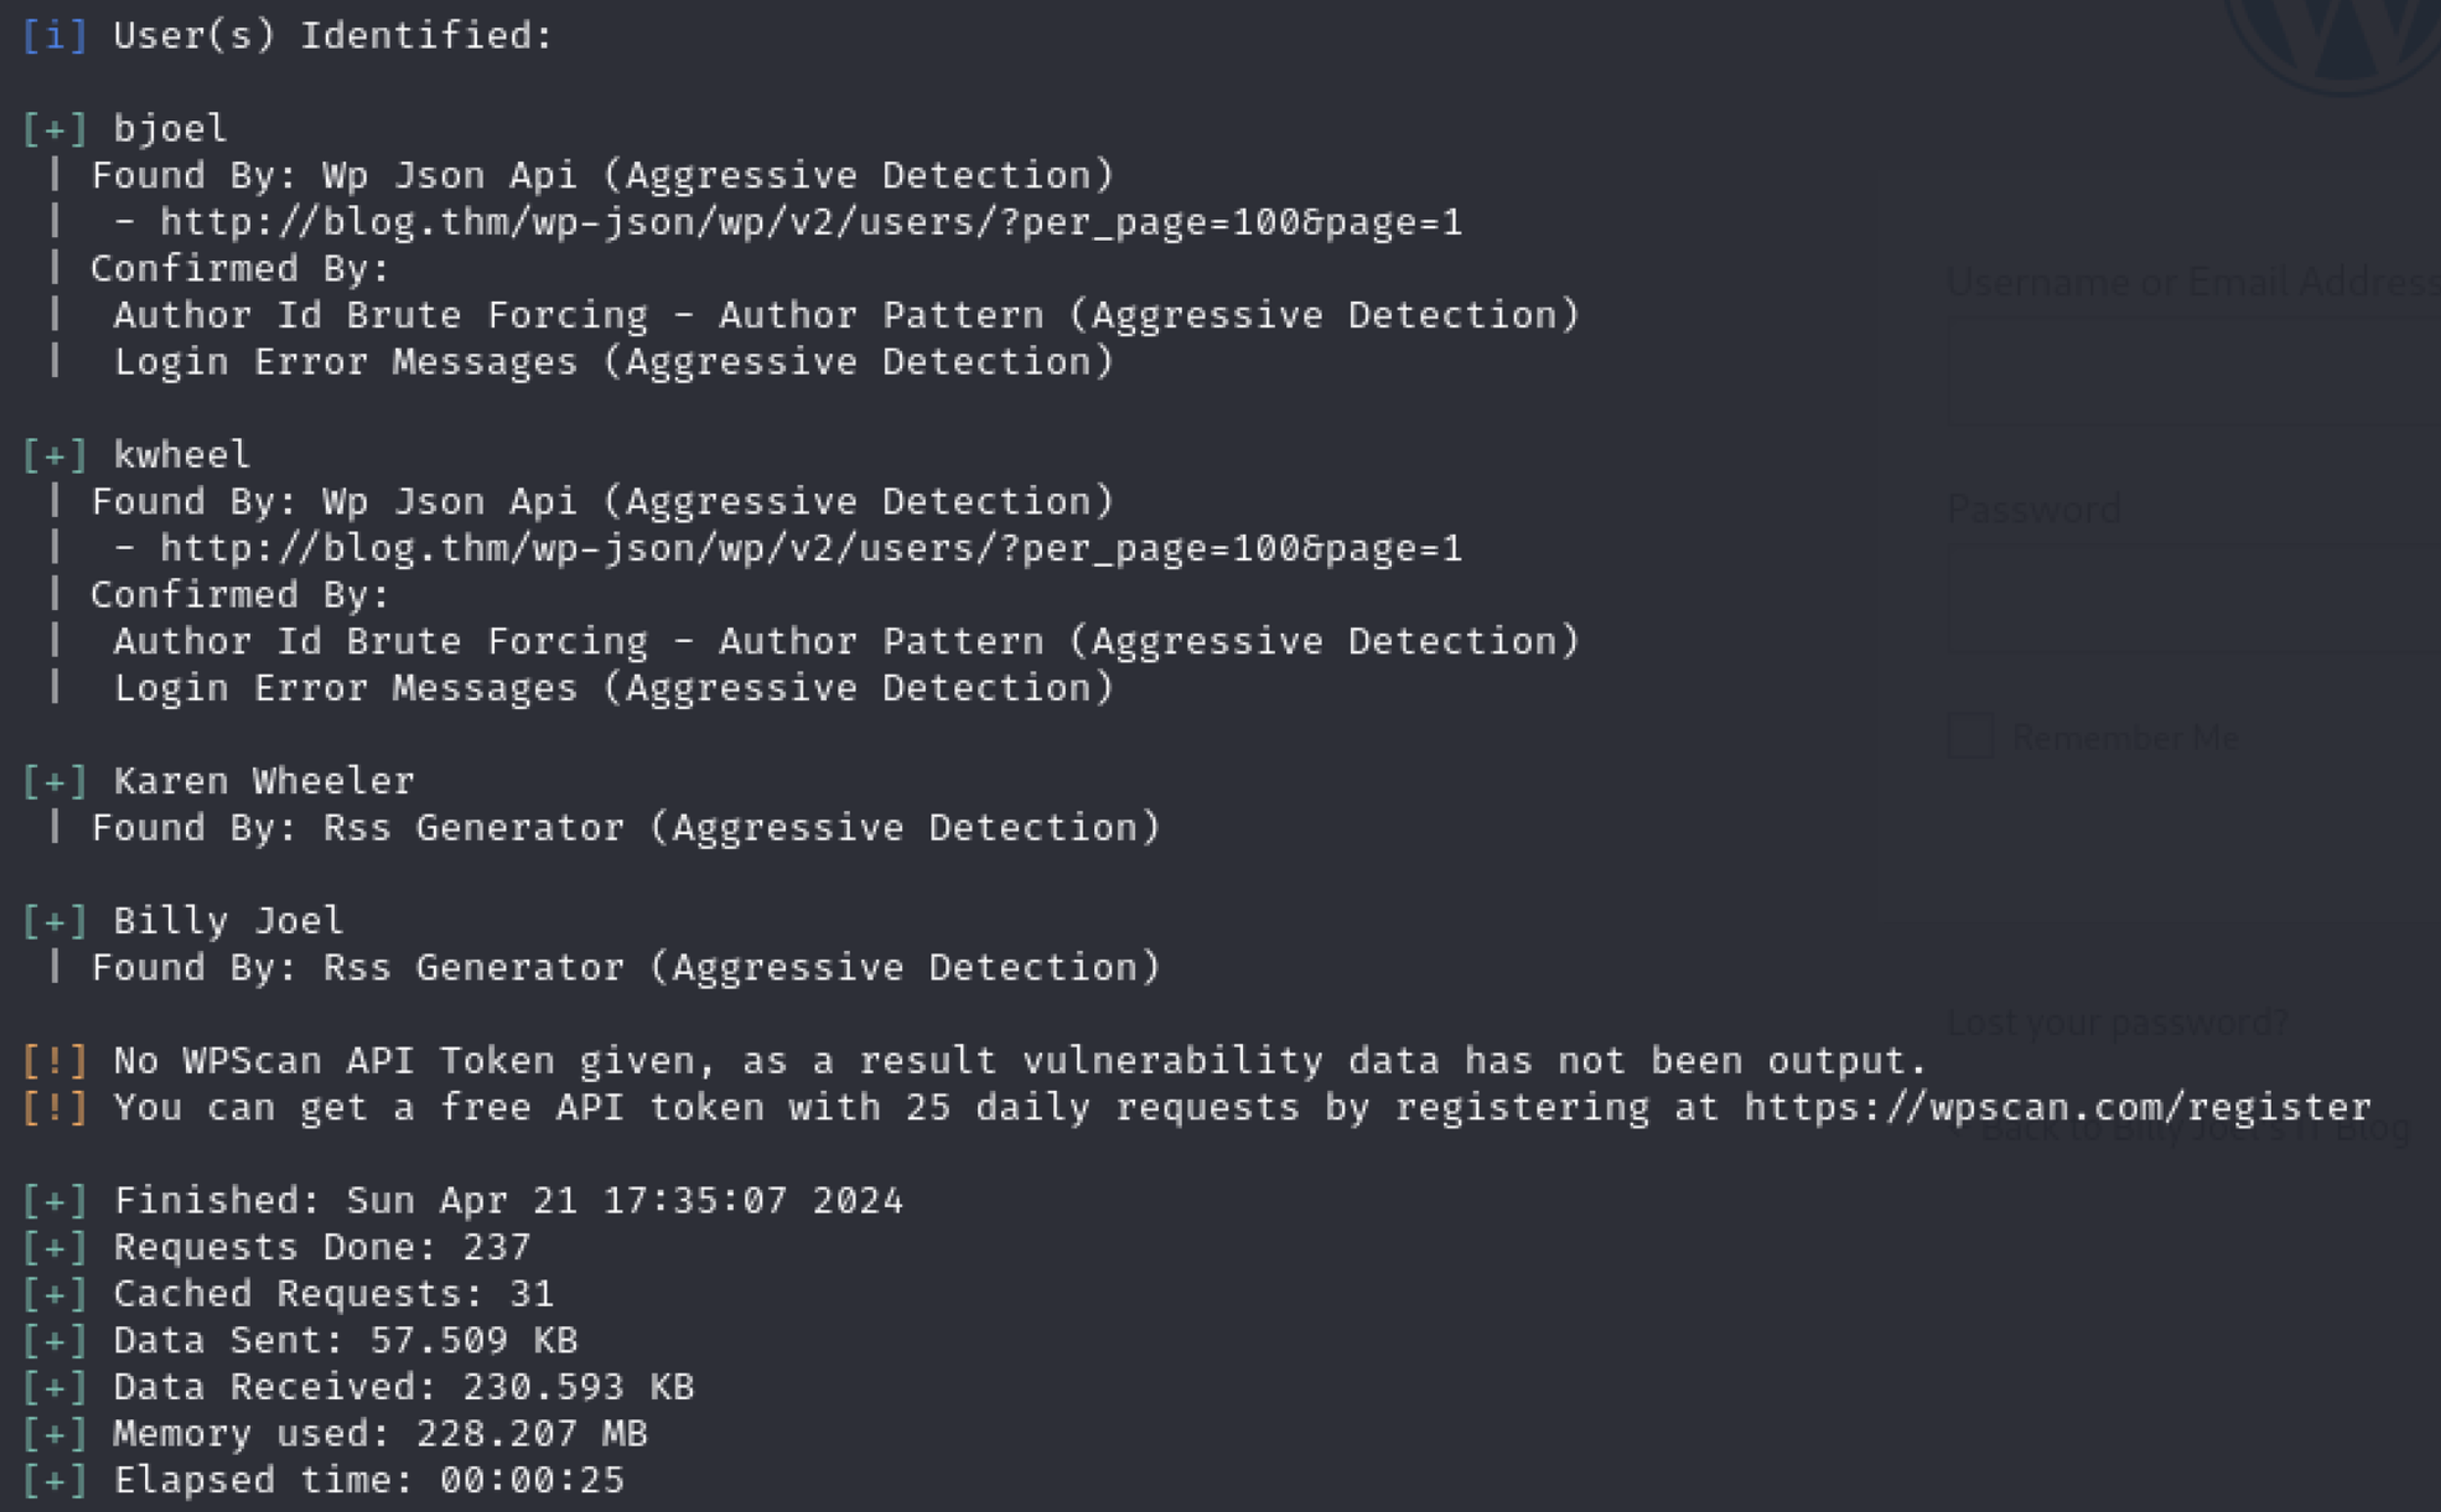 [i] User(s) Identified:
[+] bjoel
| Found By: Wp Json Api (Aggressive Detection)
|  - http://blog.thm/wp-json/wp/v2/users/?per_page=100&page=1
| Confirmed By:
|  Author Id Brute Forcing - Author Pattern (Aggressive Detection)
|  Login Error Messages (Aggressive Detection)
[+] kwheel
| Found By: Wp Json Api (Aggressive Detection)
|  - http://blog.thm/wp-json/wp/v2/users/?per_page=100&page=1
| Confirmed By:
|  Author Id Brute Forcing - Author Pattern (Aggressive Detection)
|  Login Error Messages (Aggressive Detection)
[+] Karen Wheeler
| Found By: Rss Generator (Aggressive Detection)
[+] Billy Joel
| Found By: Rss Generator (Aggressive Detection)
[!] No WPScan API Token given, as a result vulnerability data has not been output.
[!] You can get a free API token with 25 daily requests by registering at https://wpscan.com/register
[+] Finished: Sun Apr 21 17:35:07 2024
[+] Requests Done: 237
[+] Cached Requests: 31
[+] Data Sent: 57.509 KB
[+] Data Received: 230.593 KB
[+] Memory used: 228.207 MB
[+] Elapsed time: 00:00:25
Username or Email Address
Password
Remember Me
Lost your password?
Back to Billy Joel's IT Blog